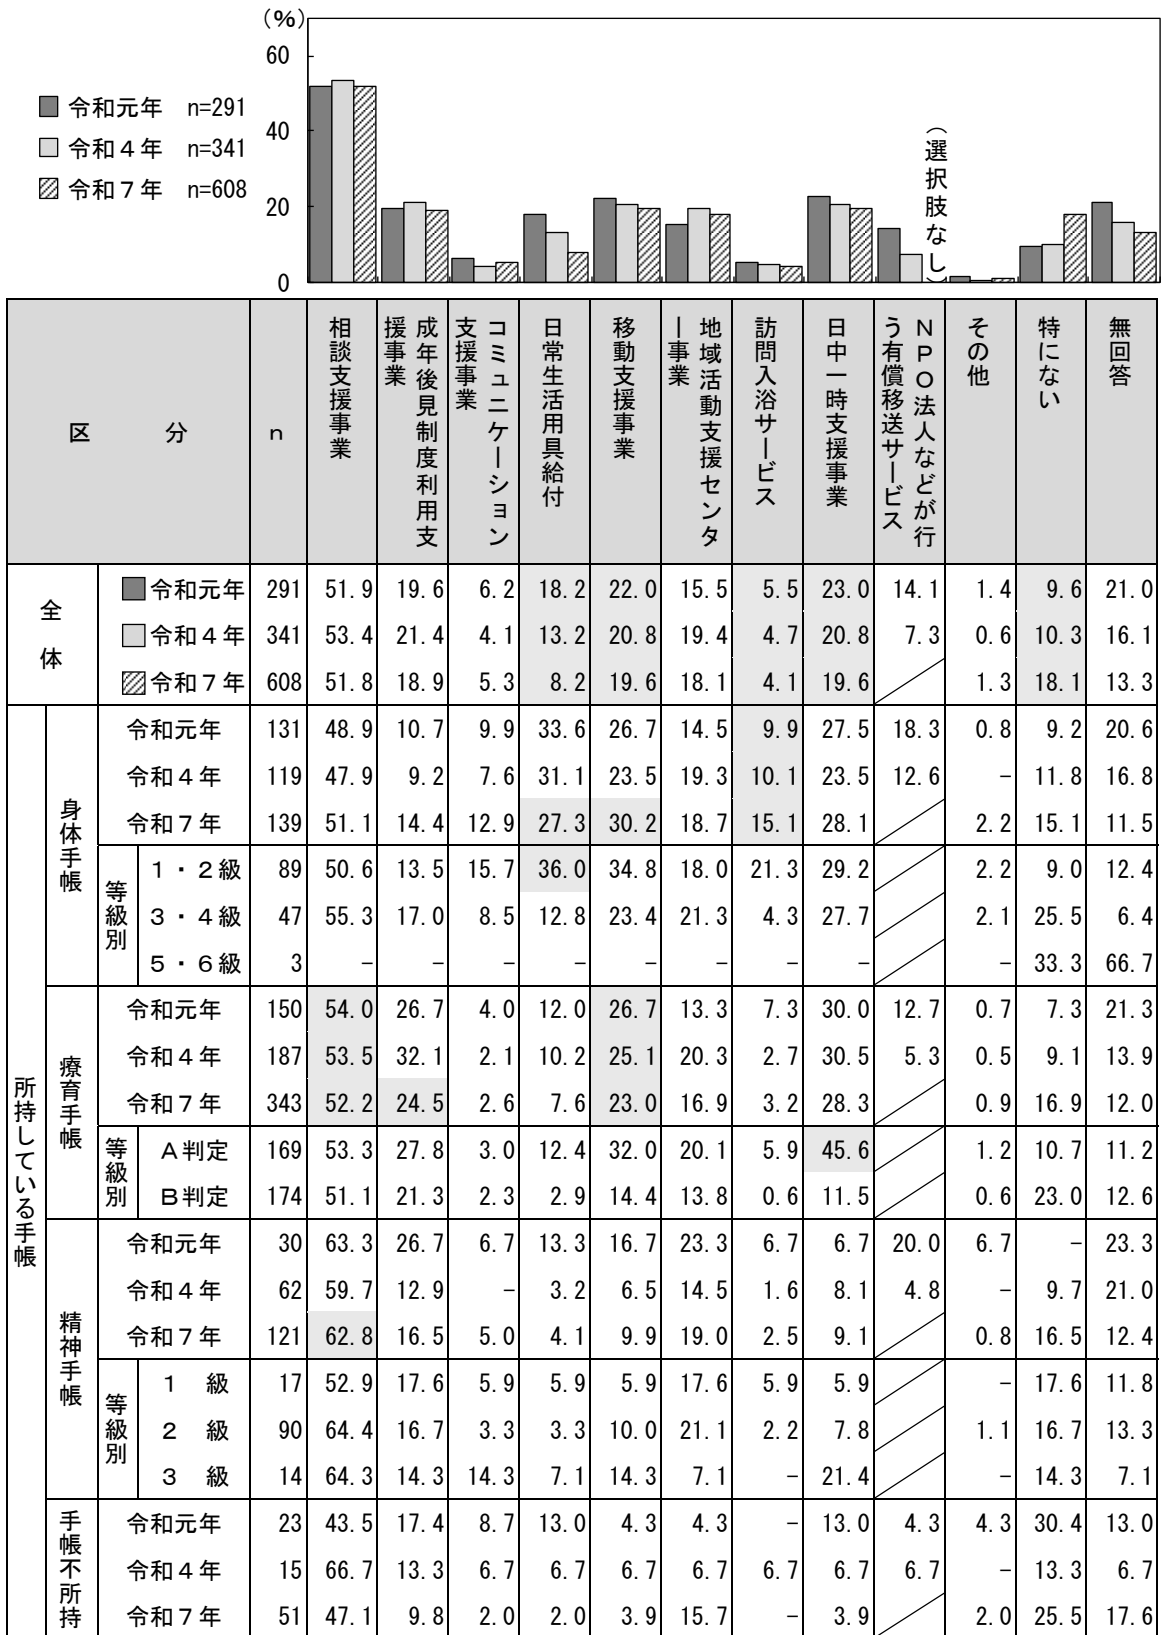 (%)
60
40
20
0
令和元年 n=291
令和４年 n=341
令和７年 n=608
（選択肢なし）
区 分
n
相談支援事業
成年後見制度利用支
援事業
コミュニケーション
支援事業
日常生活用具給付
移動支援事業
地域活動支援センタ
ー事業
訪問入浴サービス
日中一時支援事業
ＮＰＯ法人などが行
う有償移送サービス
その他
特にない
無回答
全体
令和元年 291 51.9 19.6 6.2 18.2 22.0 15.5 5.5 23.0 14.1 1.4 9.6 21.0
令和４年 341 53.4 21.4 4.1 13.2 20.8 19.4 4.7 20.8 7.3 0.6 10.3 16.1
令和７年 608 51.8 18.9 5.3 8.2 19.6 18.1 4.1 19.6 1.3 18.1 13.3
所持している手帳
身体手帳
令和元年 131 48.9 10.7 9.9 33.6 26.7 14.5 9.9 27.5 18.3 0.8 9.2 20.6
令和４年 119 47.9 9.2 7.6 31.1 23.5 19.3 10.1 23.5 12.6 － 11.8 16.8
令和７年 139 51.1 14.4 12.9 27.3 30.2 18.7 15.1 28.1 2.2 15.1 11.5
等級別
１・２級 89 50.6 13.5 15.7 36.0 34.8 18.0 21.3 29.2 2.2 9.0 12.4
３・４級 47 55.3 17.0 8.5 12.8 23.4 21.3 4.3 27.7 2.1 25.5 6.4
５・６級 3 － － － － － － － － － 33.3 66.7
療育手帳
令和元年 150 54.0 26.7 4.0 12.0 26.7 13.3 7.3 30.0 12.7 0.7 7.3 21.3
令和４年 187 53.5 32.1 2.1 10.2 25.1 20.3 2.7 30.5 5.3 0.5 9.1 13.9
令和７年 343 52.2 24.5 2.6 7.6 23.0 16.9 3.2 28.3 0.9 16.9 12.0
等級別
Ａ判定 169 53.3 27.8 3.0 12.4 32.0 20.1 5.9 45.6 1.2 10.7 11.2
Ｂ判定 174 51.1 21.3 2.3 2.9 14.4 13.8 0.6 11.5 0.6 23.0 12.6
精神手帳
令和元年 30 63.3 26.7 6.7 13.3 16.7 23.3 6.7 6.7 20.0 6.7 － 23.3
令和４年 62 59.7 12.9 － 3.2 6.5 14.5 1.6 8.1 4.8 － 9.7 21.0
令和７年 121 62.8 16.5 5.0 4.1 9.9 19.0 2.5 9.1 0.8 16.5 12.4
等級別
１ 級 17 52.9 17.6 5.9 5.9 5.9 17.6 5.9 5.9 － 17.6 11.8
２ 級 90 64.4 16.7 3.3 3.3 10.0 21.1 2.2 7.8 1.1 16.7 13.3
３ 級 14 64.3 14.3 14.3 7.1 14.3 7.1 － 21.4 － 14.3 7.1
手帳不所持
令和元年 23 43.5 17.4 8.7 13.0 4.3 4.3 － 13.0 4.3 4.3 30.4 13.0
令和４年 15 66.7 13.3 6.7 6.7 6.7 6.7 6.7 6.7 6.7 － 13.3 6.7
令和７年 51 47.1 9.8 2.0 2.0 3.9 15.7 － 3.9 2.0 25.5 17.6